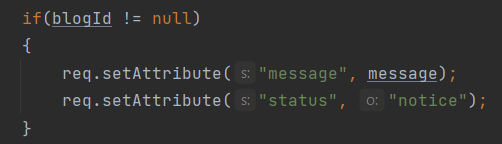 if(blogId != null)
{
req.setAttribute( s: "message", message);
req.setAttribute( s: "status", o: "notice");
}